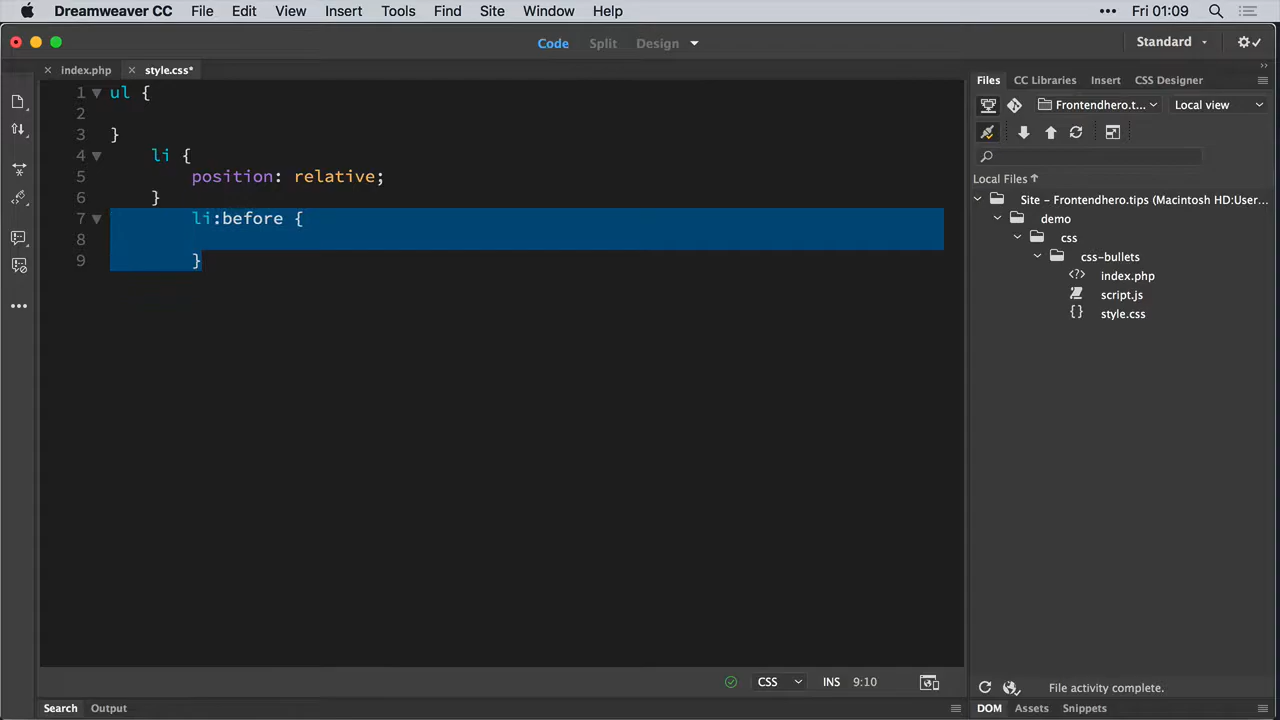 Dreamweaver CC File Edit View Insert Tools Find Site Window Help Fri 01:09
Code Split Design Standard
index.php style.css*
Files CC Libraries Insert CSS Designer
Frontendhero.t... Local view
Local Files
Site – Frontendhero.tips (Macintosh HD:User...
demo
css
css-bullets
index.php
script.js
style.css
1 ul {
2
3 }
4 li {
5 position: relative;
6 }
7 li:before {
8
9 }
CSS INS 9:10
File activity complete.
Search Output
DOM Assets Snippets